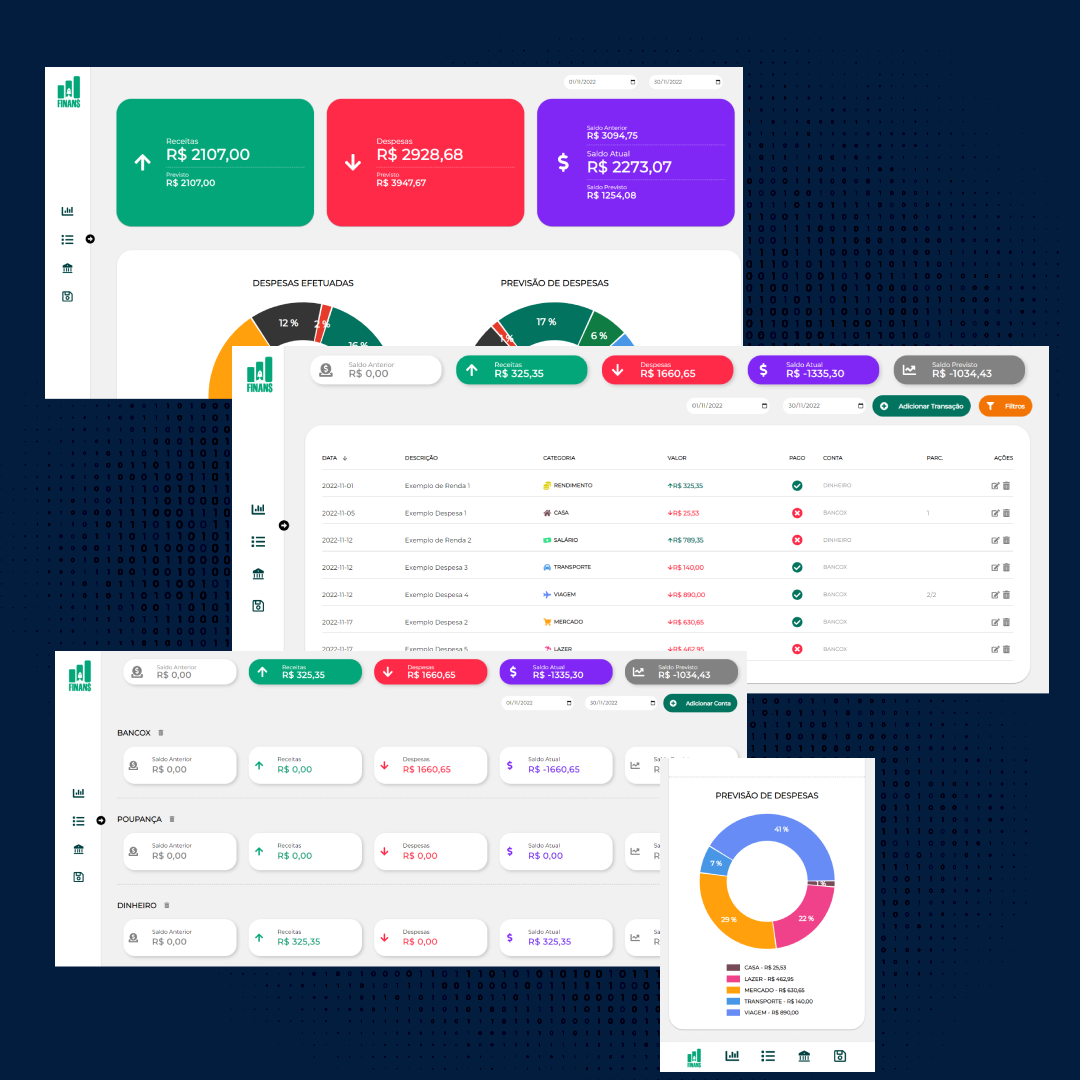 FINANS
01/11/2022 30/11/2022
Receitas
R$ 2107,00
Previsto
R$ 2107,00
Despesas
R$ 2928,68
Previsto
R$ 3947,67
Saldo Anterior
R$ 3094,75
Saldo Atual
R$ 2273,07
Saldo Previsto
R$ 1254,08
DESPESAS EFETUADAS
12 %
2 %
16 %
PREVISÃO DE DESPESAS
1 %
17 %
6 %
FINANS
Saldo Anterior
R$ 0,00
Receitas
R$ 325,35
Despesas
R$ 1660,65
Saldo Atual
R$ -1335,30
Saldo Previsto
R$ -1034,43
01/11/2022 30/11/2022 Adicionar Transação Filtros
DATA DESCRIÇÃO CATEGORIA VALOR PAGO CONTA PARC. AÇÕES
2022-11-01 Exemplo de Renda 1 RENDIMENTO R$ 325,35 DINHEIRO
2022-11-05 Exemplo Despesa 1 CASA R$ 25,53 BANCOX 1
2022-11-12 Exemplo de Renda 2 SALÁRIO R$ 789,35 DINHEIRO
2022-11-12 Exemplo Despesa 3 TRANSPORTE R$ 140,00 BANCOX
2022-11-12 Exemplo Despesa 4 VIAGEM R$ 890,00 BANCOX 2/2
2022-11-17 Exemplo Despesa 2 MERCADO R$ 630,65 BANCOX
2022-11-17 Exemplo Despesa 5 LAZER R$ 462,95 BANCOX
FINANS
Saldo Anterior
R$ 0,00
Receitas
R$ 325,35
Despesas
R$ 1660,65
Saldo Atual
R$ -1335,30
Saldo Previsto
R$ -1034,43
01/11/2022 30/11/2022 Adicionar Conta
BANCOX
Saldo Anterior
R$ 0,00
Receitas
R$ 0,00
Despesas
R$ 1660,65
Saldo Atual
R$ -1660,65
POUPANÇA
Saldo Anterior
R$ 0,00
Receitas
R$ 0,00
Despesas
R$ 0,00
Saldo Atual
R$ 0,00
DINHEIRO
Saldo Anterior
R$ 0,00
Receitas
R$ 325,35
Despesas
R$ 0,00
Saldo Atual
R$ 325,35
PREVISÃO DE DESPESAS
41 %
7 %
1 %
29 %
22 %
CASA - R$ 25,53
LAZER - R$ 462,95
MERCADO - R$ 630,65
TRANSPORTE - R$ 140,00
VIAGEM - R$ 890,00
FINANS